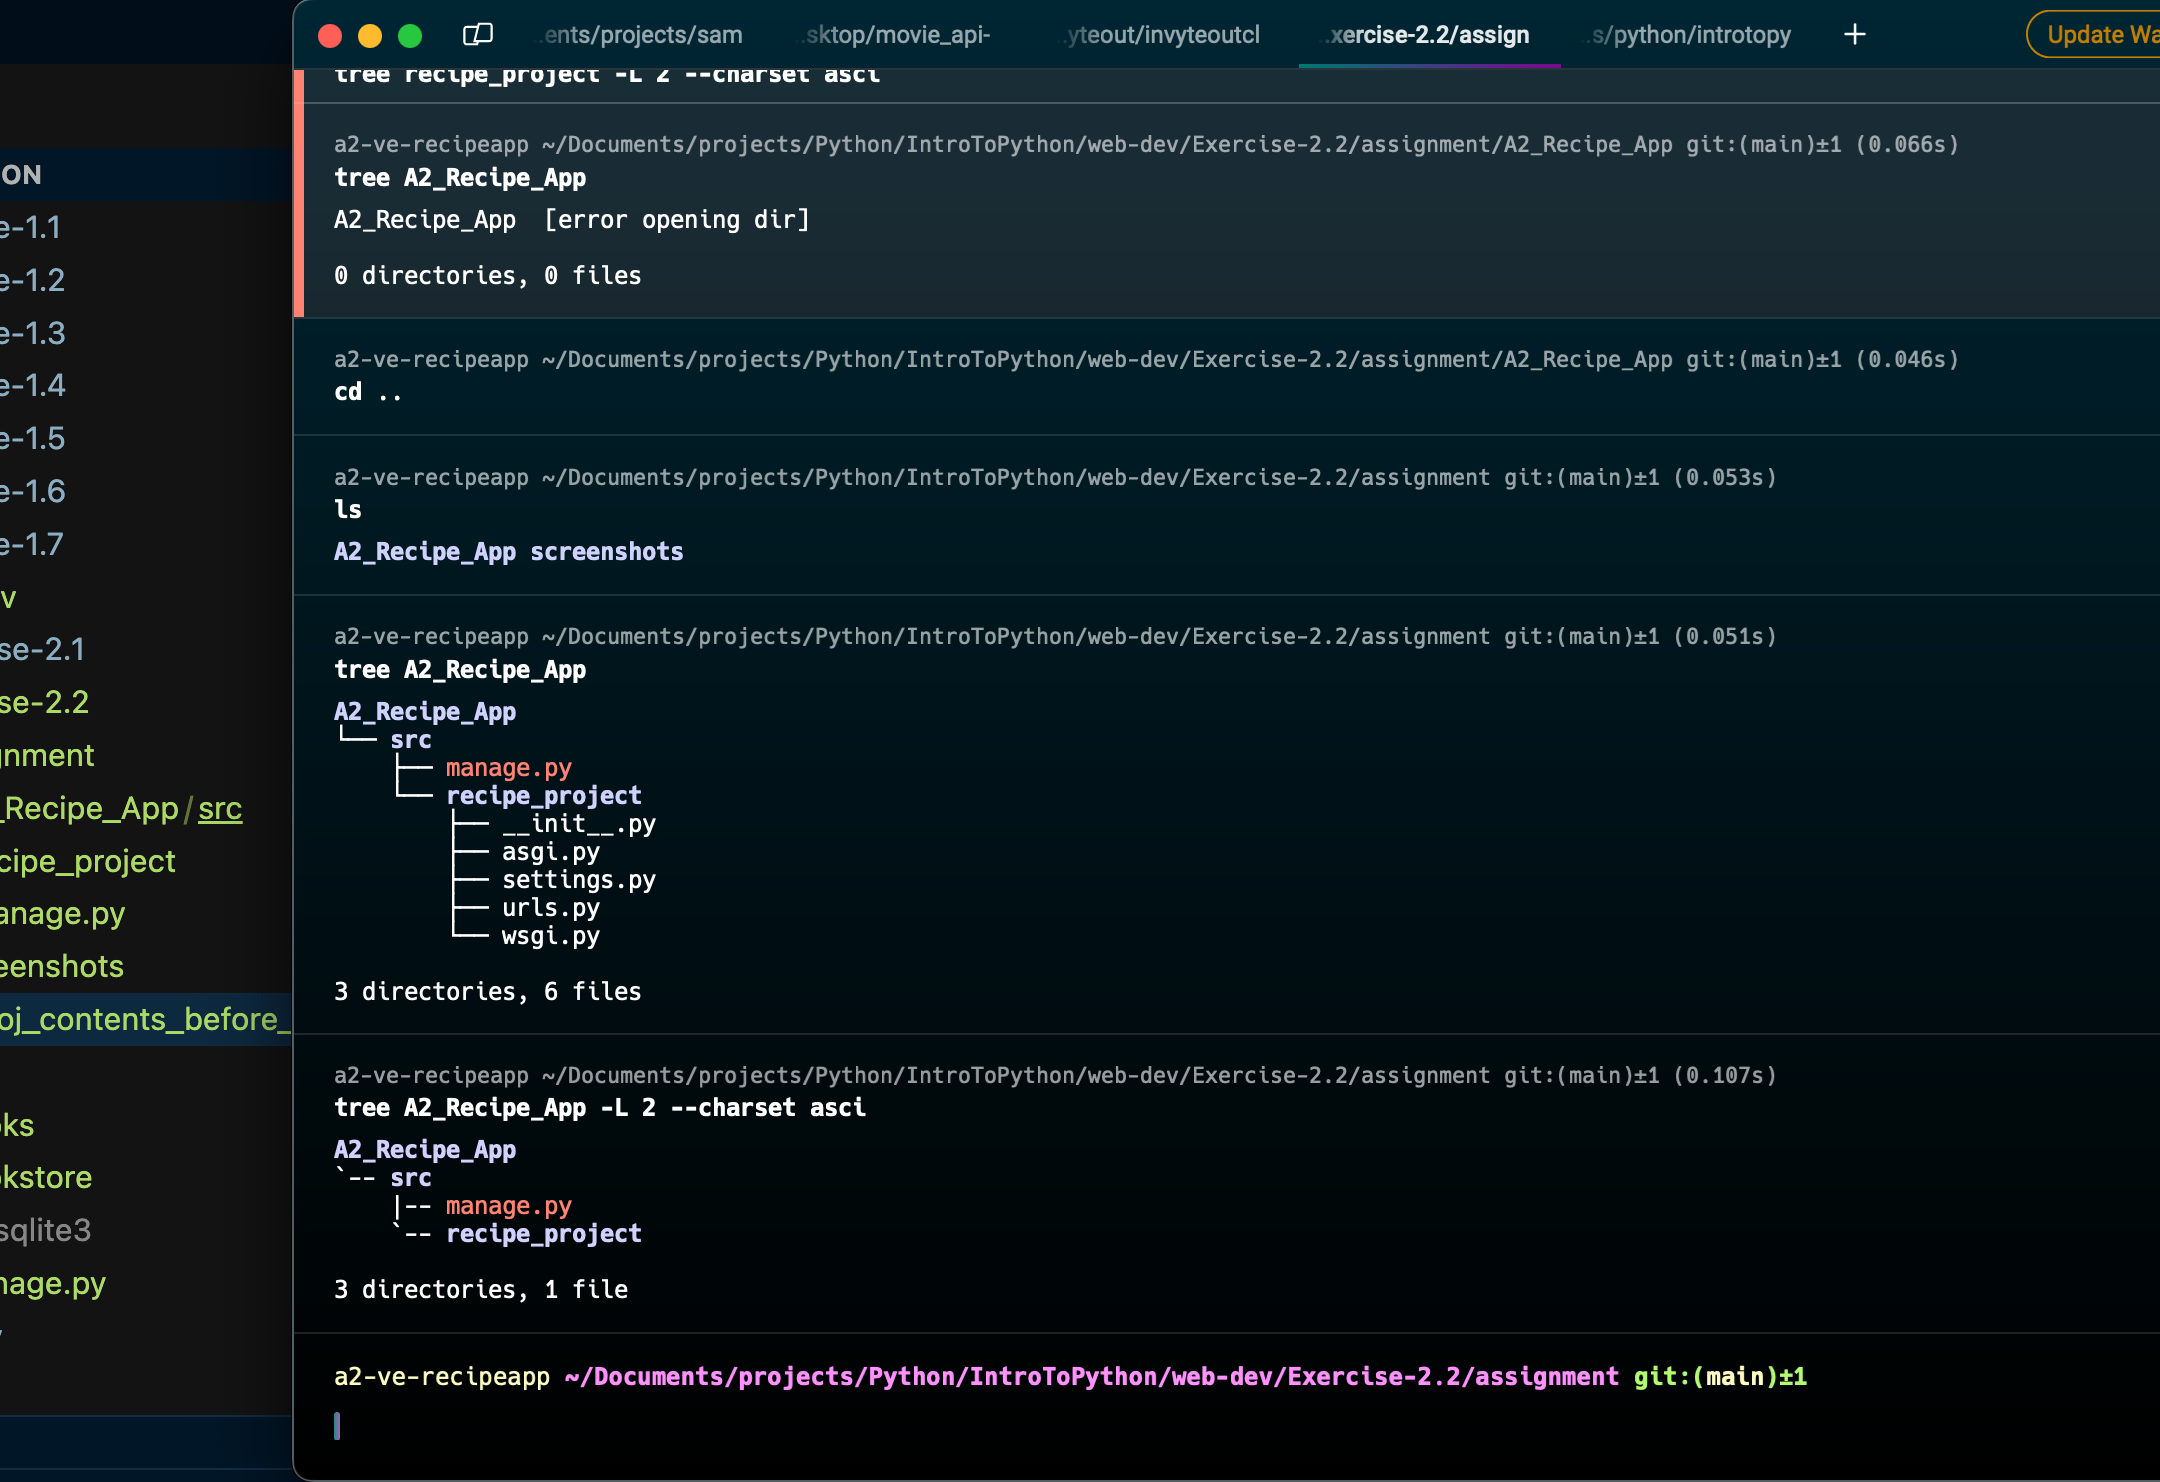 ..ents/projects/sam
..sktop/movie_api-
..yteout/invyteoutcl
..xercise-2.2/assign
..s/python/introtopy
+
Update Wa
tree recipe_project -L 2 --charset asci
a2-ve-recipeapp ~/Documents/projects/Python/IntroToPython/web-dev/Exercise-2.2/assignment/A2_Recipe_App git:(main)±1 (0.066s)
tree A2_Recipe_App
A2_Recipe_App  [error opening dir]
0 directories, 0 files
a2-ve-recipeapp ~/Documents/projects/Python/IntroToPython/web-dev/Exercise-2.2/assignment/A2_Recipe_App git:(main)±1 (0.046s)
cd ..
a2-ve-recipeapp ~/Documents/projects/Python/IntroToPython/web-dev/Exercise-2.2/assignment git:(main)±1 (0.053s)
ls
A2_Recipe_App screenshots
a2-ve-recipeapp ~/Documents/projects/Python/IntroToPython/web-dev/Exercise-2.2/assignment git:(main)±1 (0.051s)
tree A2_Recipe_App
A2_Recipe_App
└── src
    ├── manage.py
    └── recipe_project
        ├── __init__.py
        ├── asgi.py
        ├── settings.py
        ├── urls.py
        └── wsgi.py
3 directories, 6 files
a2-ve-recipeapp ~/Documents/projects/Python/IntroToPython/web-dev/Exercise-2.2/assignment git:(main)±1 (0.107s)
tree A2_Recipe_App -L 2 --charset asci
A2_Recipe_App
`-- src
    |-- manage.py
    `-- recipe_project
3 directories, 1 file
a2-ve-recipeapp ~/Documents/projects/Python/IntroToPython/web-dev/Exercise-2.2/assignment git:(main)±1
ON
e-1.1
e-1.2
e-1.3
e-1.4
e-1.5
e-1.6
e-1.7
v
se-2.1
se-2.2
gnment
_Recipe_App/src
cipe_project
anage.py
eenshots
oj_contents_before_
oks
okstore
sqlite3
nage.py